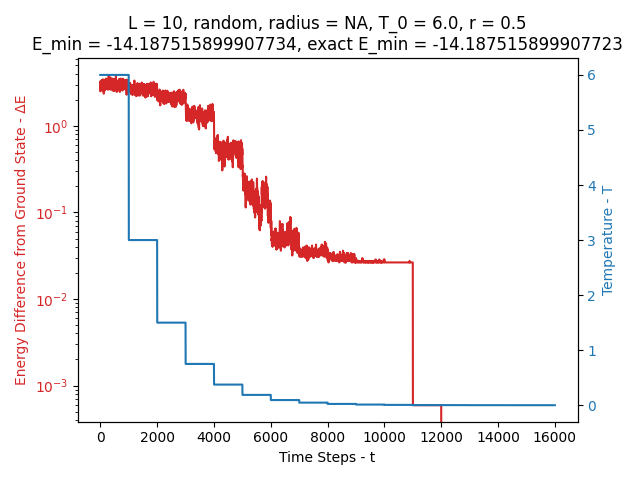 L = 10, random, radius = NA, T_0 = 6.0, r = 0.5
E_min = -14.187515899907734, exact E_min = -14.187515899907723
Energy Difference from Ground State - ΔE
10⁰
10⁻¹
10⁻²
10⁻³
6
5
4
3
2
1
0
Temperature - T
0 2000 4000 6000 8000 10000 12000 14000 16000
Time Steps - t